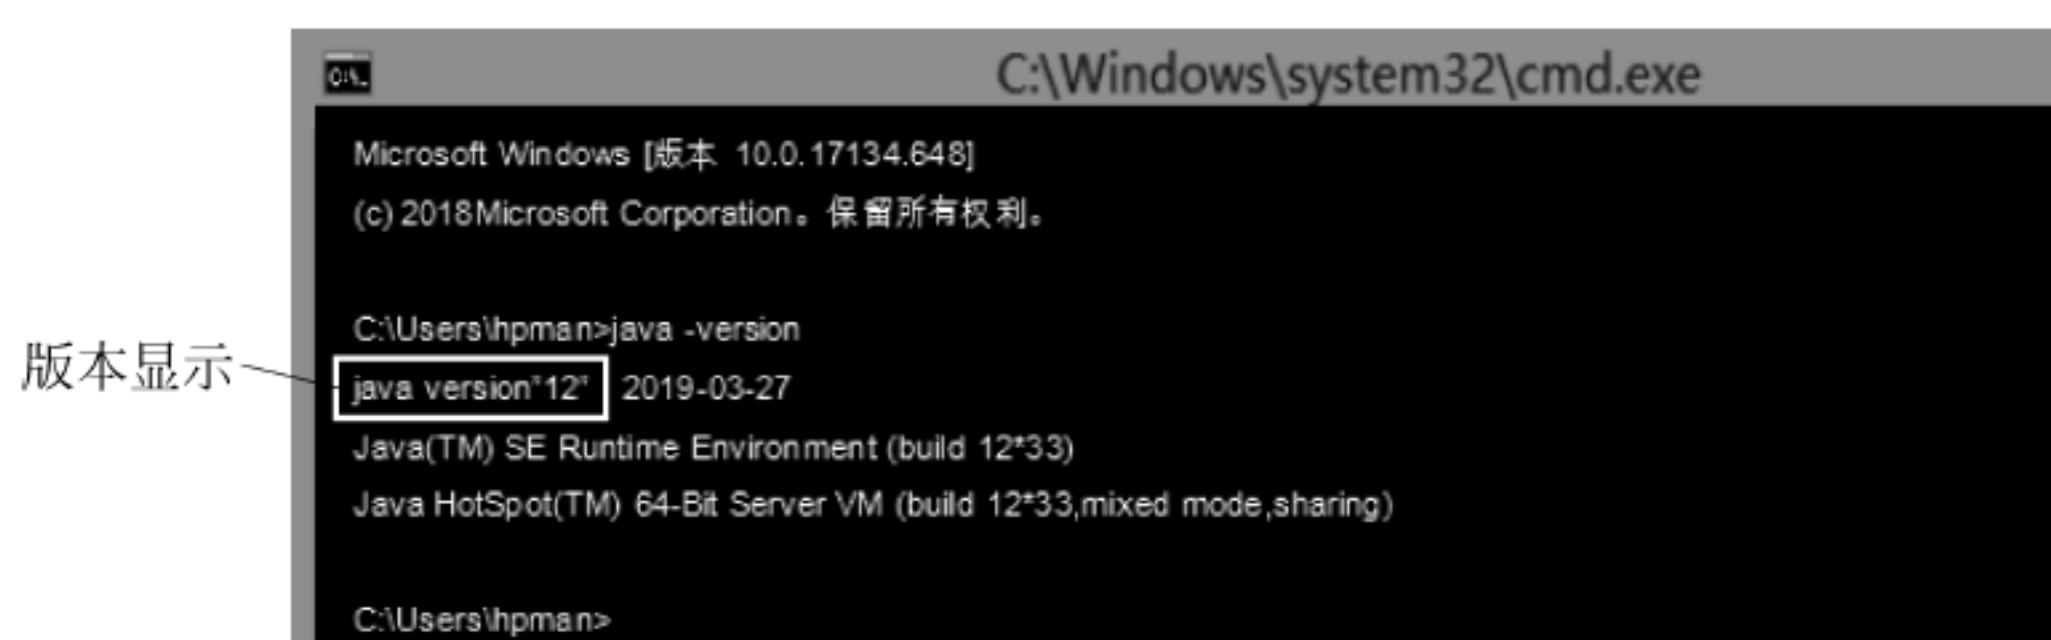 C:\Windows\system32\cmd.exe
Microsoft Windows [版本 10.0.17134.648]
(c) 2018Microsoft Corporation。保留所有权利。
C:\Users\hpman>java -version
版本显示
java version"12" 2019-03-27
Java(TM) SE Runtime Environment (build 12*33)
Java HotSpot(TM) 64-Bit Server VM (build 12*33,mixed mode,sharing)
C:\Users\hpman>